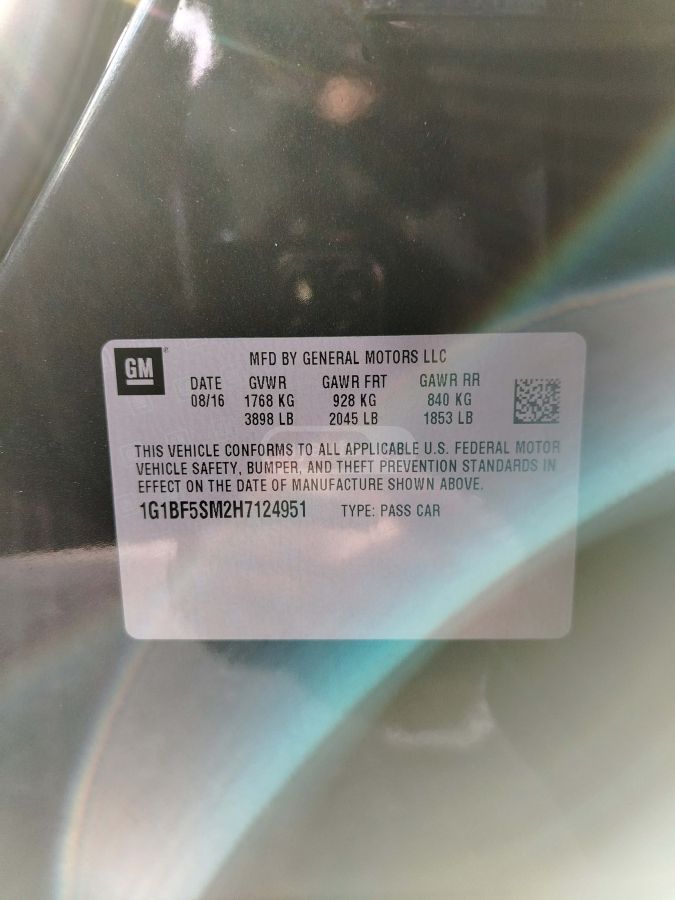 GM
MFD BY GENERAL MOTORS LLC
DATE GVWR GAWR FRT GAWR RR
08/16 1768 KG 928 KG 840 KG
3898 LB 2045 LB 1853 LB
THIS VEHICLE CONFORMS TO ALL APPLICABLE U.S. FEDERAL MOTOR
VEHICLE SAFETY, BUMPER, AND THEFT PREVENTION STANDARDS IN
EFFECT ON THE DATE OF MANUFACTURE SHOWN ABOVE.
1G1BF5SM2H7124951 TYPE: PASS CAR